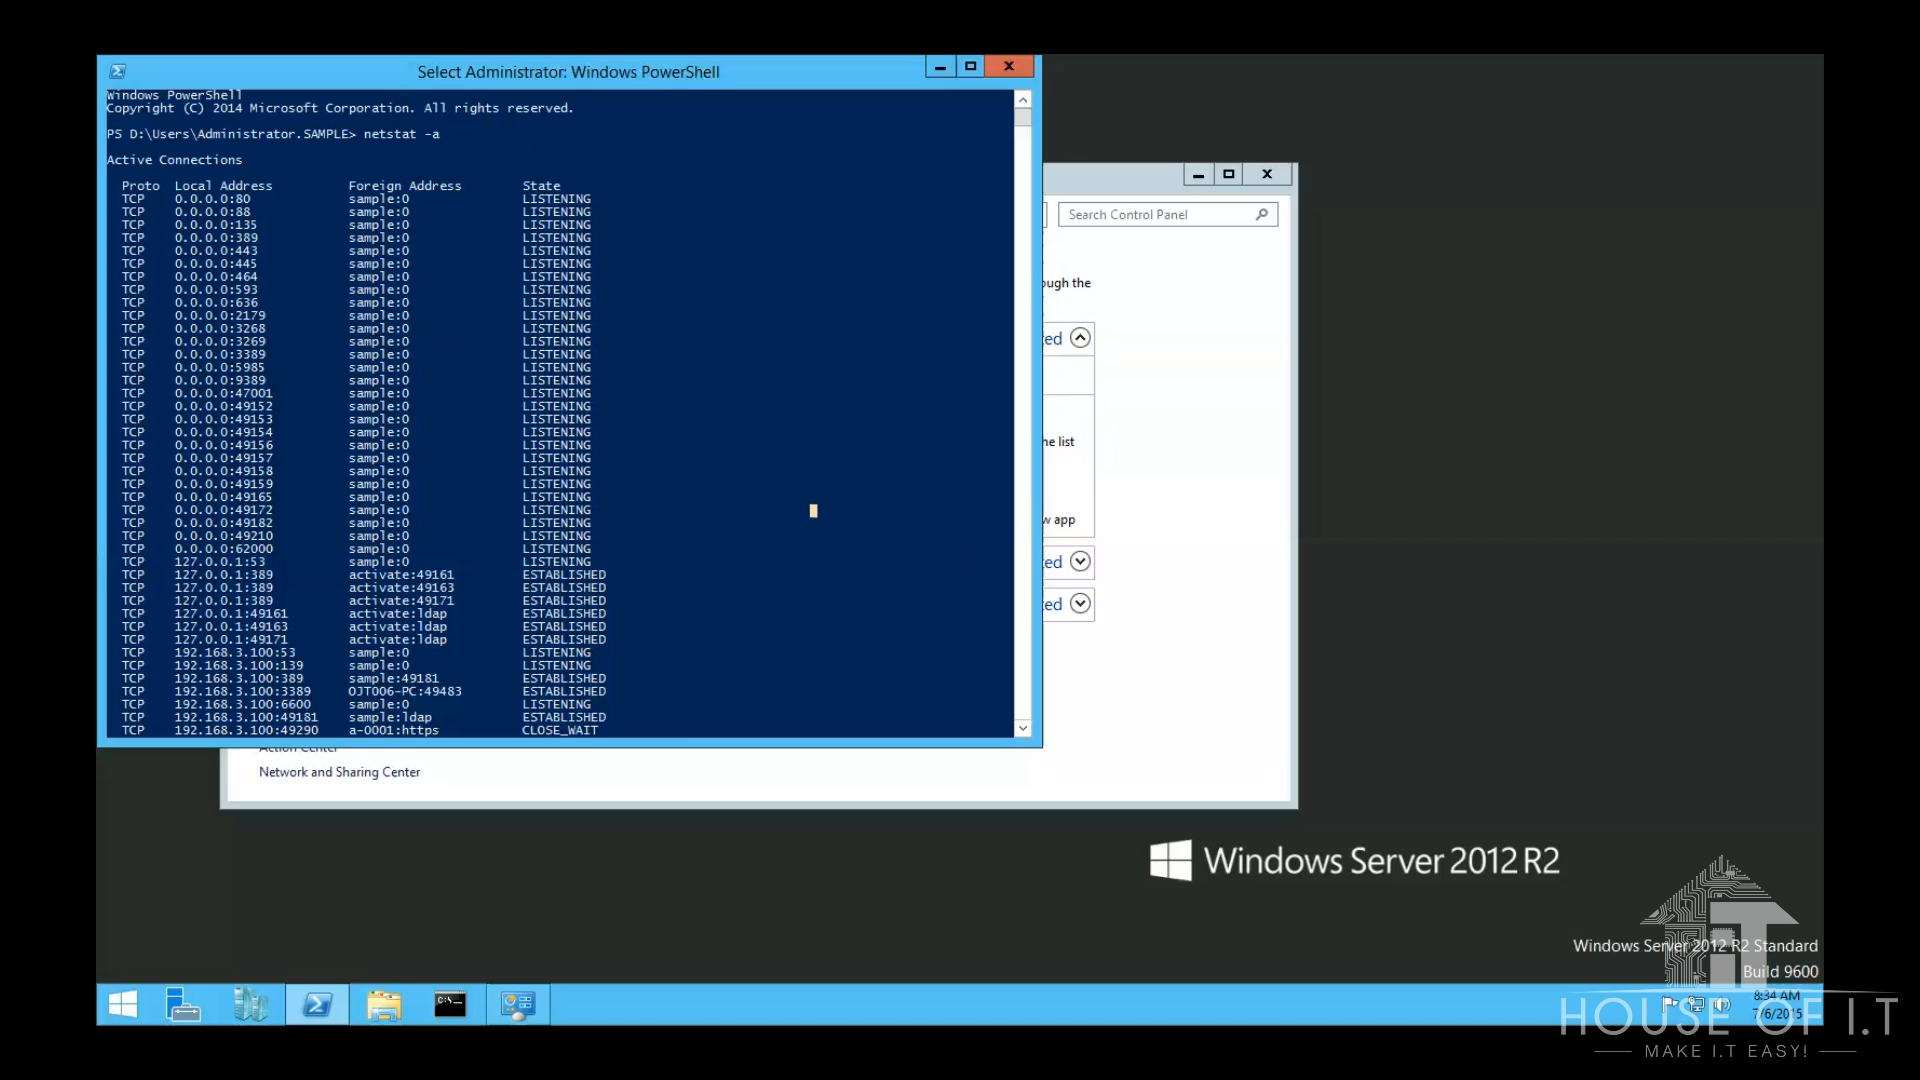 Select Administrator: Windows PowerShell
Windows PowerShell
Copyright (C) 2014 Microsoft Corporation. All rights reserved.
PS D:\Users\Administrator.SAMPLE> netstat -a
Active Connections
Proto Local Address Foreign Address State
TCP 0.0.0.0:80 sample:0 LISTENING
TCP 0.0.0.0:88 sample:0 LISTENING
TCP 0.0.0.0:135 sample:0 LISTENING
TCP 0.0.0.0:389 sample:0 LISTENING
TCP 0.0.0.0:443 sample:0 LISTENING
TCP 0.0.0.0:445 sample:0 LISTENING
TCP 0.0.0.0:464 sample:0 LISTENING
TCP 0.0.0.0:593 sample:0 LISTENING
TCP 0.0.0.0:636 sample:0 LISTENING
TCP 0.0.0.0:2179 sample:0 LISTENING
TCP 0.0.0.0:3268 sample:0 LISTENING
TCP 0.0.0.0:3269 sample:0 LISTENING
TCP 0.0.0.0:3389 sample:0 LISTENING
TCP 0.0.0.0:5985 sample:0 LISTENING
TCP 0.0.0.0:9389 sample:0 LISTENING
TCP 0.0.0.0:47001 sample:0 LISTENING
TCP 0.0.0.0:49152 sample:0 LISTENING
TCP 0.0.0.0:49153 sample:0 LISTENING
TCP 0.0.0.0:49154 sample:0 LISTENING
TCP 0.0.0.0:49156 sample:0 LISTENING
TCP 0.0.0.0:49157 sample:0 LISTENING
TCP 0.0.0.0:49158 sample:0 LISTENING
TCP 0.0.0.0:49159 sample:0 LISTENING
TCP 0.0.0.0:49165 sample:0 LISTENING
TCP 0.0.0.0:49172 sample:0 LISTENING
TCP 0.0.0.0:49182 sample:0 LISTENING
TCP 0.0.0.0:49210 sample:0 LISTENING
TCP 0.0.0.0:62000 sample:0 LISTENING
TCP 127.0.0.1:53 sample:0 LISTENING
TCP 127.0.0.1:389 activate:49161 ESTABLISHED
TCP 127.0.0.1:389 activate:49163 ESTABLISHED
TCP 127.0.0.1:389 activate:49171 ESTABLISHED
TCP 127.0.0.1:49161 activate:ldap ESTABLISHED
TCP 127.0.0.1:49163 activate:ldap ESTABLISHED
TCP 127.0.0.1:49171 activate:ldap ESTABLISHED
TCP 192.168.3.100:53 sample:0 LISTENING
TCP 192.168.3.100:139 sample:0 LISTENING
TCP 192.168.3.100:389 sample:49181 ESTABLISHED
TCP 192.168.3.100:3389 OJT006-PC:49483 ESTABLISHED
TCP 192.168.3.100:6600 sample:0 LISTENING
TCP 192.168.3.100:49181 sample:ldap ESTABLISHED
TCP 192.168.3.100:49290 a-0001:https CLOSE_WAIT
Search Control Panel
ough the
ted
he list
w app
ted
ted
Action Center
Network and Sharing Center
Windows Server 2012 R2
Windows Server 2012 R2 Standard
Build 9600
8:34 AM
7/6/2015
HOUSE OF I.T
MAKE I.T EASY!